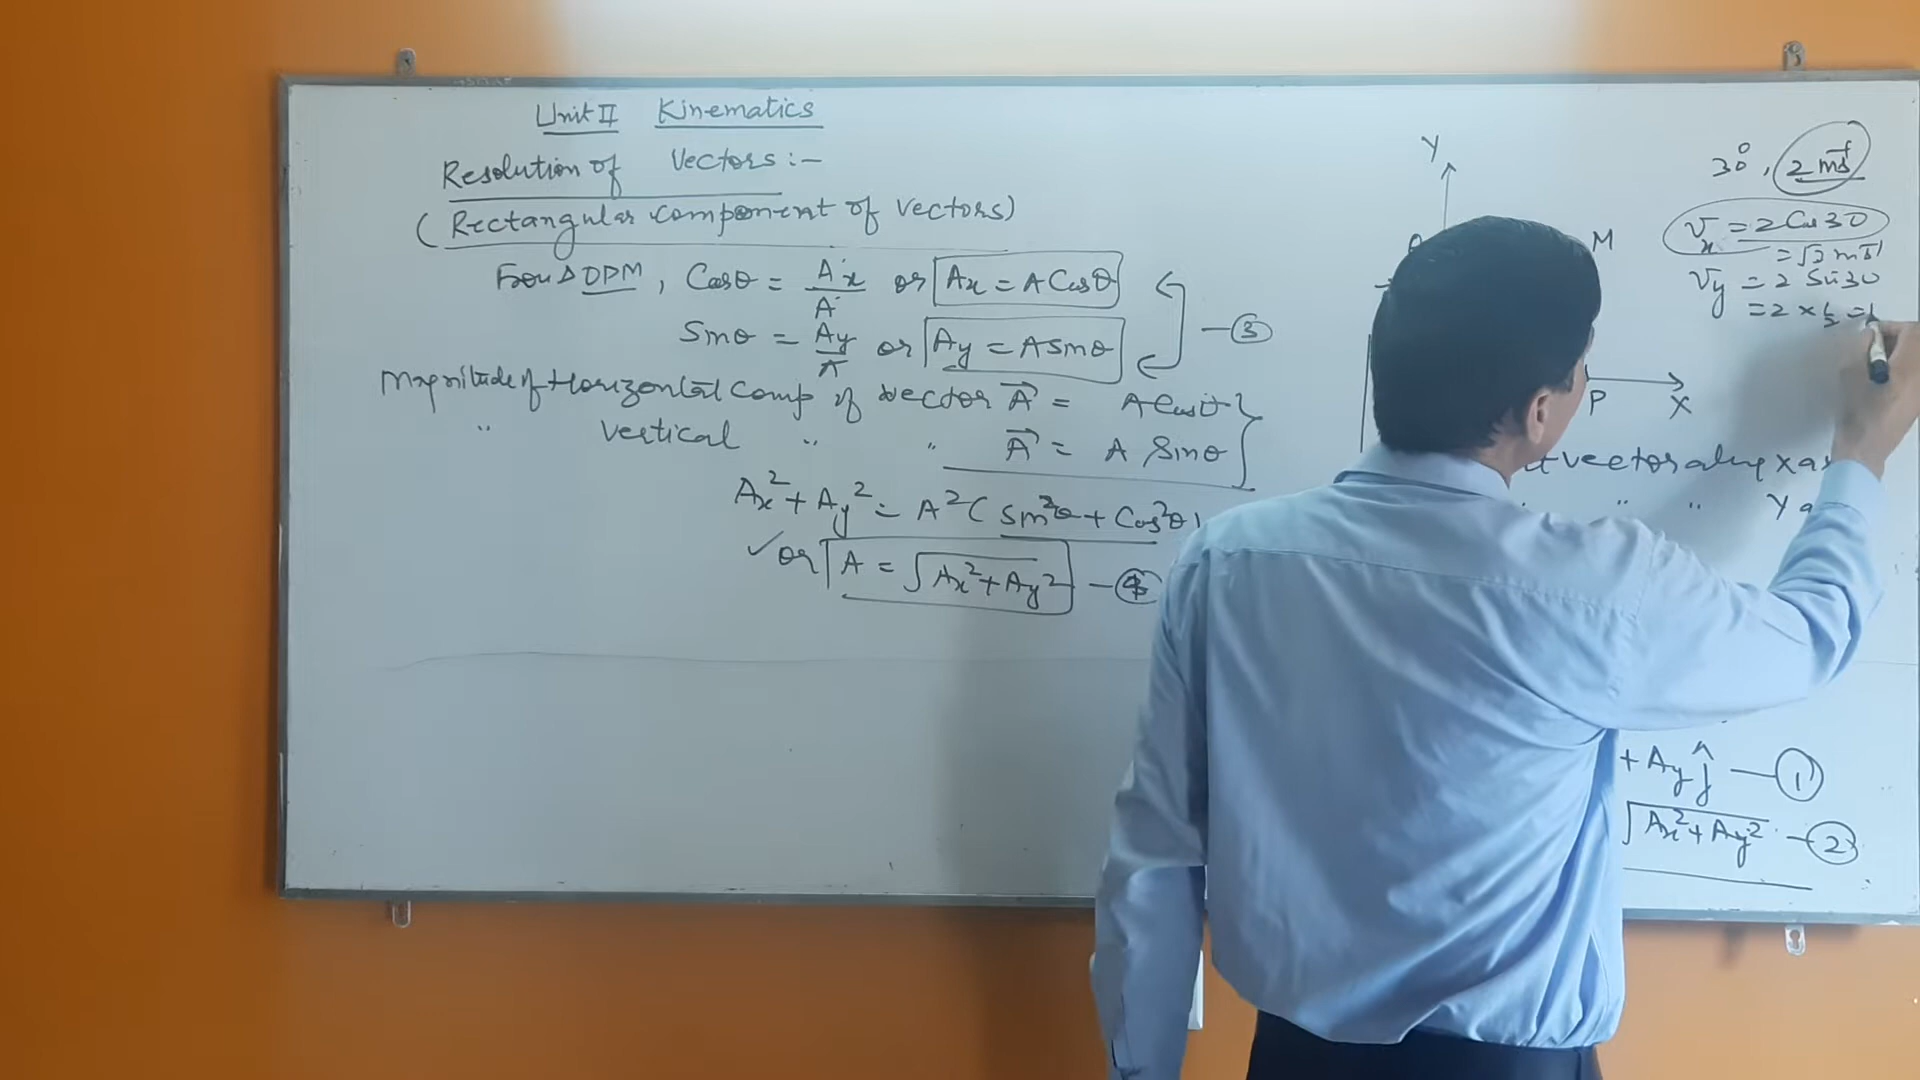 Unit II Kinematics
Resolution of Vectors :-
(Rectangular component of vectors)
From Δ OPM, Cosθ = Ax/A or Ax = A Cosθ
Sinθ = Ay/A or Ay = A Sinθ
— ③
Magnitude of Horizontal Comp of vector A⃗ = A Cosθ
" Vertical " " A⃗ = A Sinθ
Ax² + Ay² = A² ( Sin²θ + Cos²θ )
✓ or A = √Ax² + Ay² — ④
Y
M
P
X
30°, 2 ms⁻¹
Vx = 2 Cos 30
= √3 ms⁻¹
Vy = 2 Sin 30
= 2 × 1/2 = 1
vector along x
" " Y
+ Ay ĵ — ①
√Ax² + Ay² — ②